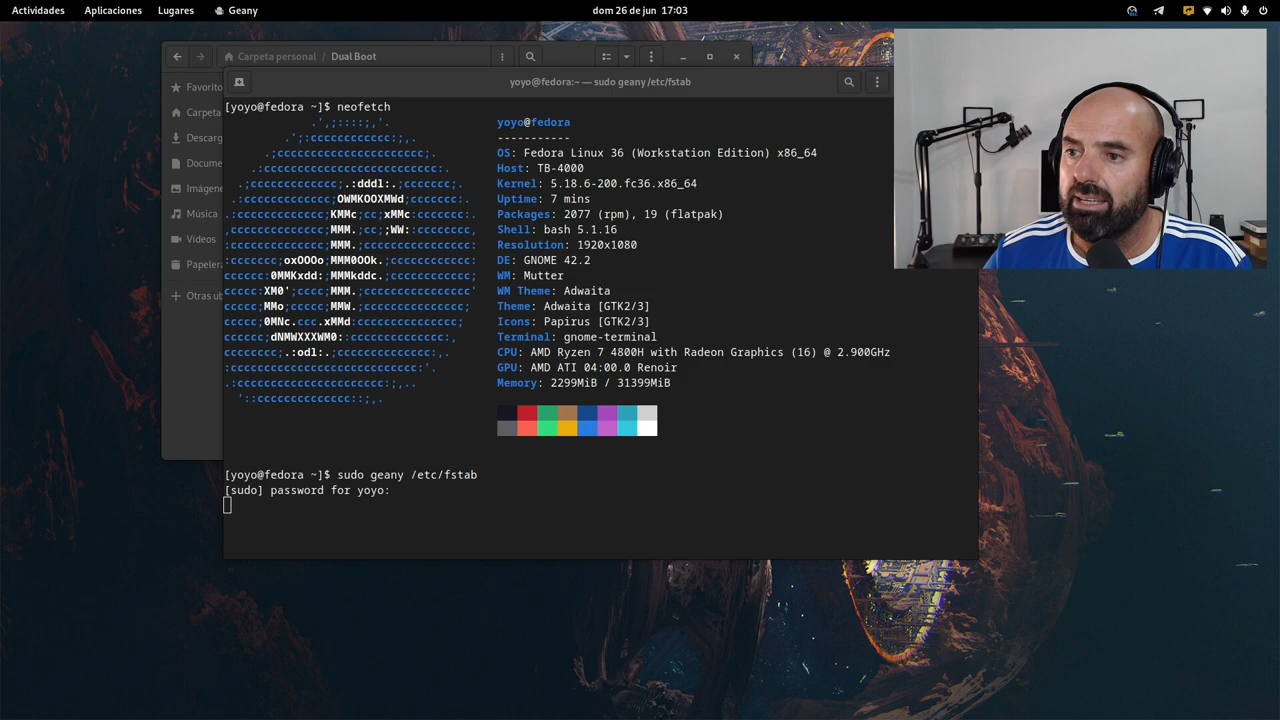 Actividades Aplicaciones Lugares Geany dom 26 de jun 17:03
Carpeta personal / Dual Boot
Favorito
Carpeta
Descarg
Docume
Imágene
Música
Vídeos
Papeler
Otras ub
yoyo@fedora:~ — sudo geany /etc/fstab
[yoyo@fedora ~]$ neofetch
yoyo@fedora
-----------
OS: Fedora Linux 36 (Workstation Edition) x86_64
Host: TB-4000
Kernel: 5.18.6-200.fc36.x86_64
Uptime: 7 mins
Packages: 2077 (rpm), 19 (flatpak)
Shell: bash 5.1.16
Resolution: 1920x1080
DE: GNOME 42.2
WM: Mutter
WM Theme: Adwaita
Theme: Adwaita [GTK2/3]
Icons: Papirus [GTK2/3]
Terminal: gnome-terminal
CPU: AMD Ryzen 7 4800H with Radeon Graphics (16) @ 2.900GHz
GPU: AMD ATI 04:00.0 Renoir
Memory: 2299MiB / 31399MiB
[yoyo@fedora ~]$ sudo geany /etc/fstab
[sudo] password for yoyo: